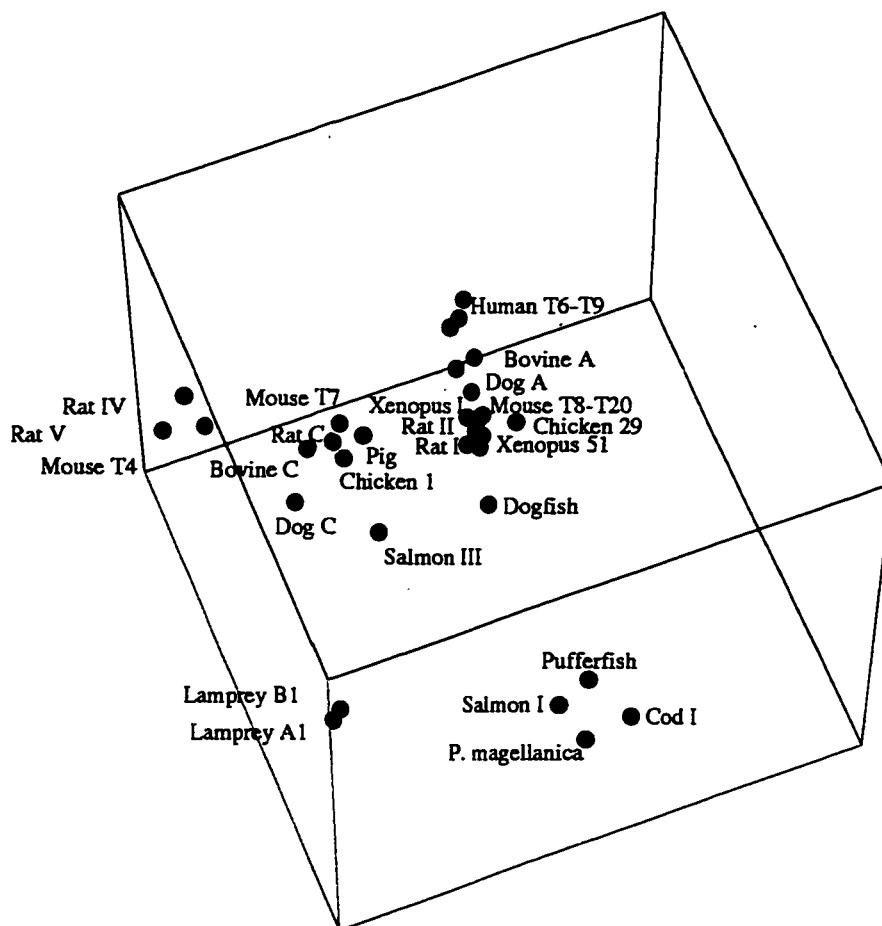 Human T6-T9
Bovine A
Dog A
Mouse T7
Xenopus I
Mouse T8-T20
Rat IV
Rat V
Rat C
Rat II
Chicken 29
Mouse T4
Bovine C
Pig
Rat I
Xenopus 51
Chicken 1
Dog C
Dogfish
Salmon III
Pufferfish
Lamprey B1
Salmon I
Cod I
Lamprey A1
P. magellanica